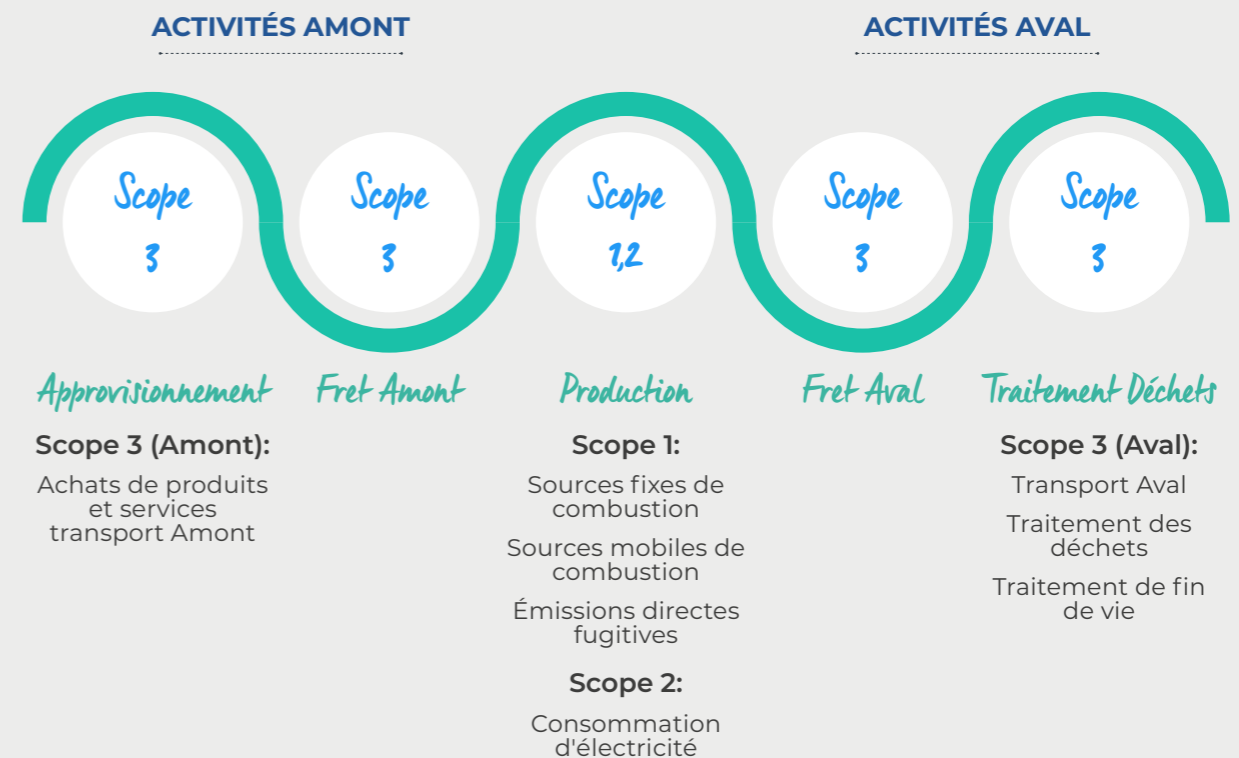 ACTIVITÉS AMONT
ACTIVITÉS AVAL
Scope
3
Scope
3
Scope
1,2
Scope
3
Scope
3
Approvisionnement
Fret Amont
Production
Fret Aval
Traitement Déchets
Scope 3 (Amont):
Achats de produits
et services
transport Amont
Scope 1:
Sources fixes de
combustion
Sources mobiles de
combustion
Émissions directes
fugitives
Scope 2:
Consommation
d'électricité
Scope 3 (Aval):
Transport Aval
Traitement des
déchets
Traitement de fin
de vie